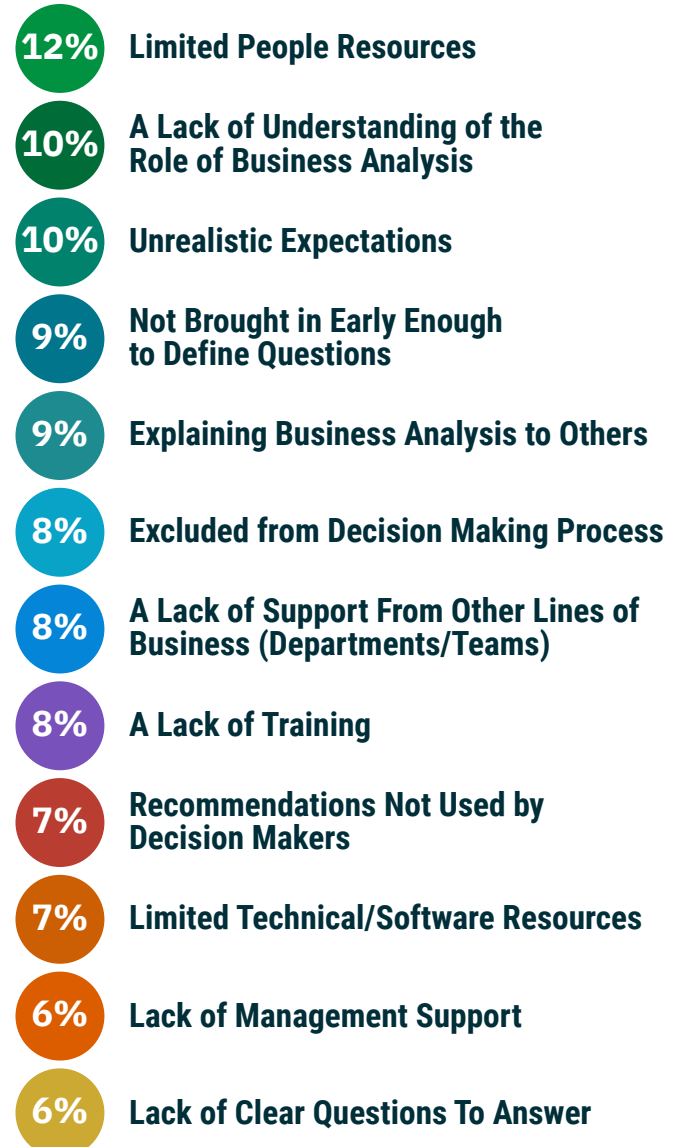 12% Limited People Resources
10% A Lack of Understanding of the
Role of Business Analysis
10% Unrealistic Expectations
9% Not Brought in Early Enough
to Define Questions
9% Explaining Business Analysis to Others
8% Excluded from Decision Making Process
8% A Lack of Support From Other Lines of
Business (Departments/Teams)
8% A Lack of Training
7% Recommendations Not Used by
Decision Makers
7% Limited Technical/Software Resources
6% Lack of Management Support
6% Lack of Clear Questions To Answer